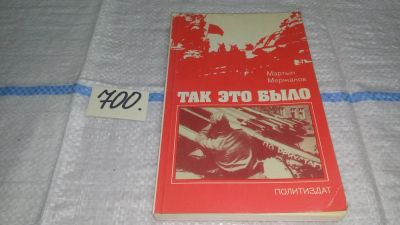 700.
Мартын
Мержанов
ТАК ЭТО БЫЛО
ПОЛИТИЗДАТ